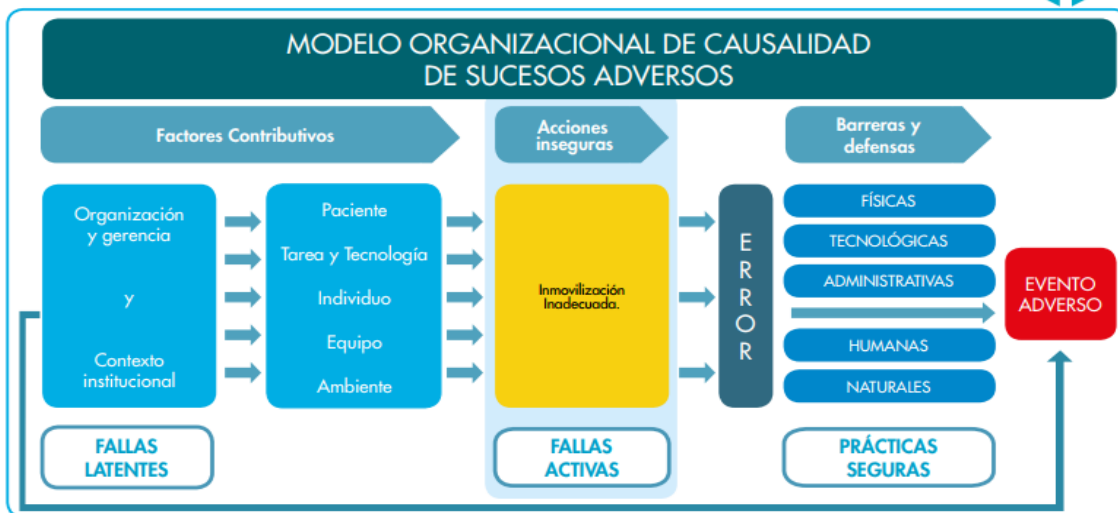 MODELO ORGANIZACIONAL DE CAUSALIDAD
DE SUCESOS ADVERSOS
Factores Contributivos
Acciones
inseguras
Barreras y
defensas
Organización
y gerencia
y
Contexto
institucional
Paciente
Tarea y Tecnología
Individuo
Equipo
Ambiente
Inmovilización
Inadecuada.
E
R
R
O
R
FÍSICAS
TECNOLÓGICAS
ADMINISTRATIVAS
HUMANAS
NATURALES
EVENTO
ADVERSO
FALLAS
LATENTES
FALLAS
ACTIVAS
PRÁCTICAS
SEGURAS